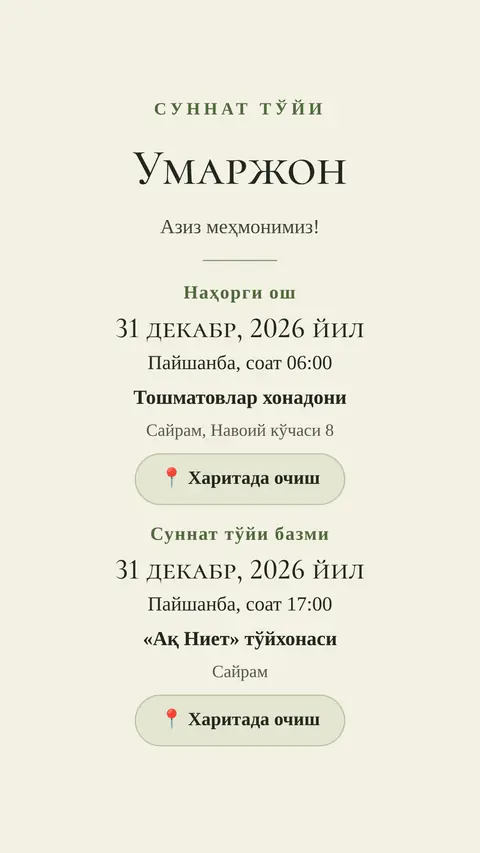 СУННАТ ТЎЙИ
Умаржон
Азиз меҳмонимиз!
Наҳорги ош
31 декабр, 2026 йил
Пайшанба, соат 06:00
Тошматовлар хонадони
Сайрам, Навоий кўчаси 8
📍 Харитада очиш
Суннат тўйи базми
31 декабр, 2026 йил
Пайшанба, соат 17:00
«Ақ Ниет» тўйхонаси
Сайрам
📍 Харитада очиш